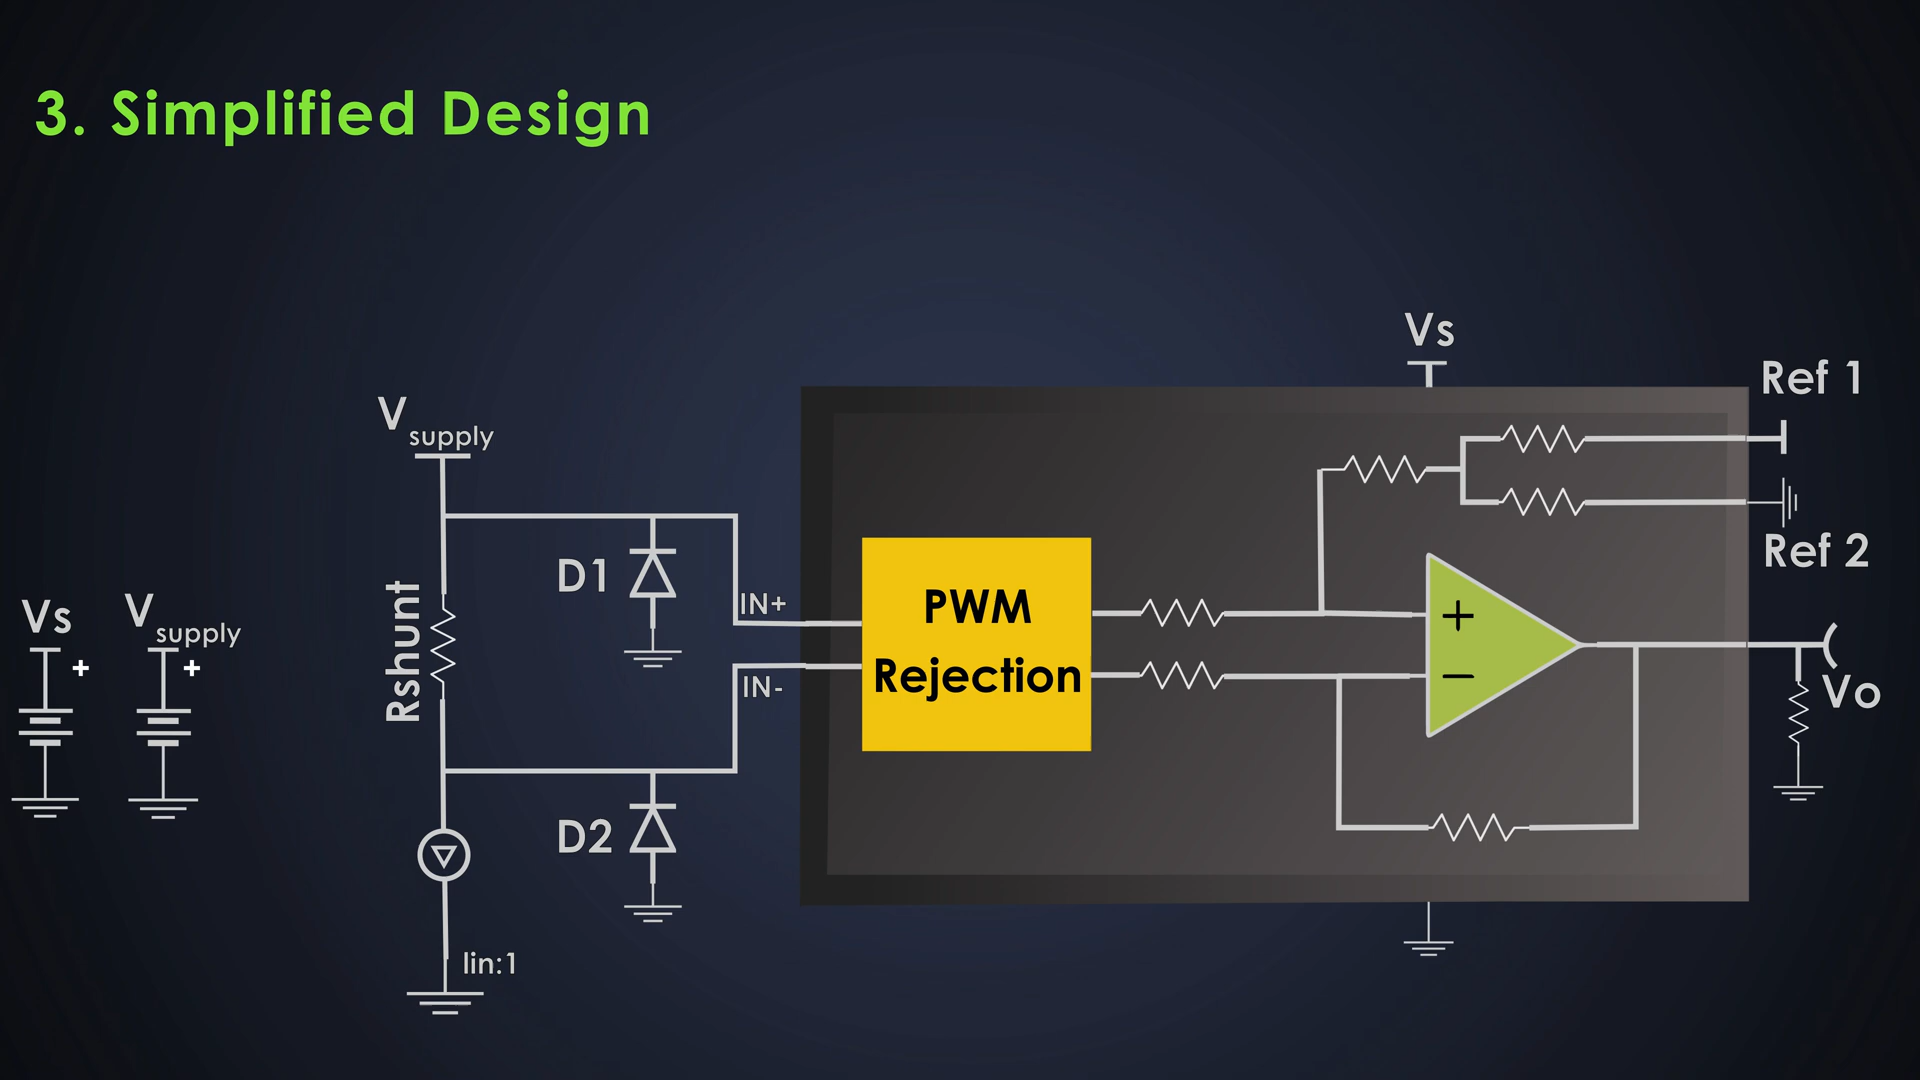 3. Simplified Design
Vs
Ref 1
V
supply
D1
IN+
PWM
Rejection
+
−
Ref 2
Vs
+
V
supply
+
Rshunt
IN-
Vo
D2
Iin:1